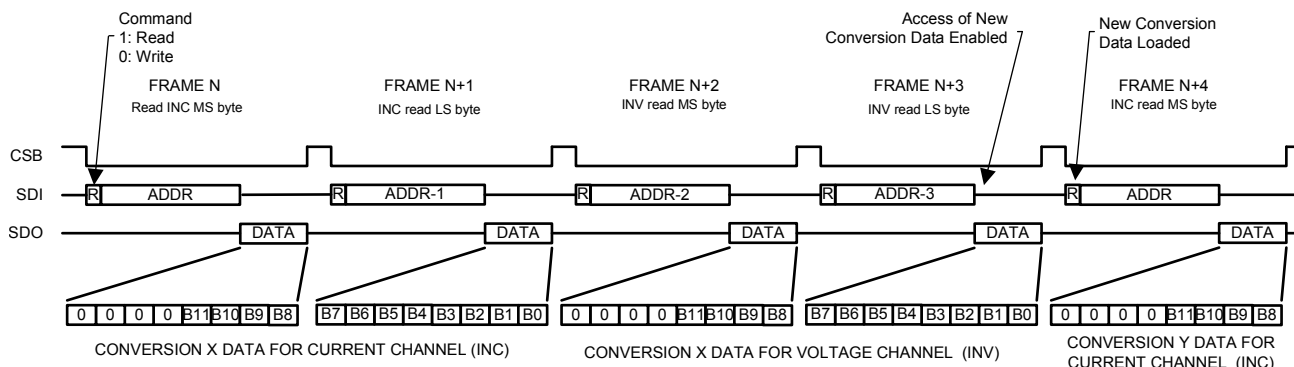 Command
1: Read
0: Write
Access of New
Conversion Data Enabled
New Conversion
Data Loaded
FRAME N
Read INC MS byte
FRAME N+1
INC read LS byte
FRAME N+2
INV read MS byte
FRAME N+3
INV read LS byte
FRAME N+4
INC read MS byte
CSB
SDI R ADDR R ADDR-1 R ADDR-2 R ADDR-3 R ADDR
SDO DATA DATA DATA DATA DATA
0 0 0 0 B11 B10 B9 B8 B7 B6 B5 B4 B3 B2 B1 B0 0 0 0 0 B11 B10 B9 B8 B7 B6 B5 B4 B3 B2 B1 B0 0 0 0 0 B11 B10 B9 B8
CONVERSION X DATA FOR CURRENT CHANNEL (INC)
CONVERSION X DATA FOR VOLTAGE CHANNEL (INV)
CONVERSION Y DATA FOR
CURRENT CHANNEL (INC)